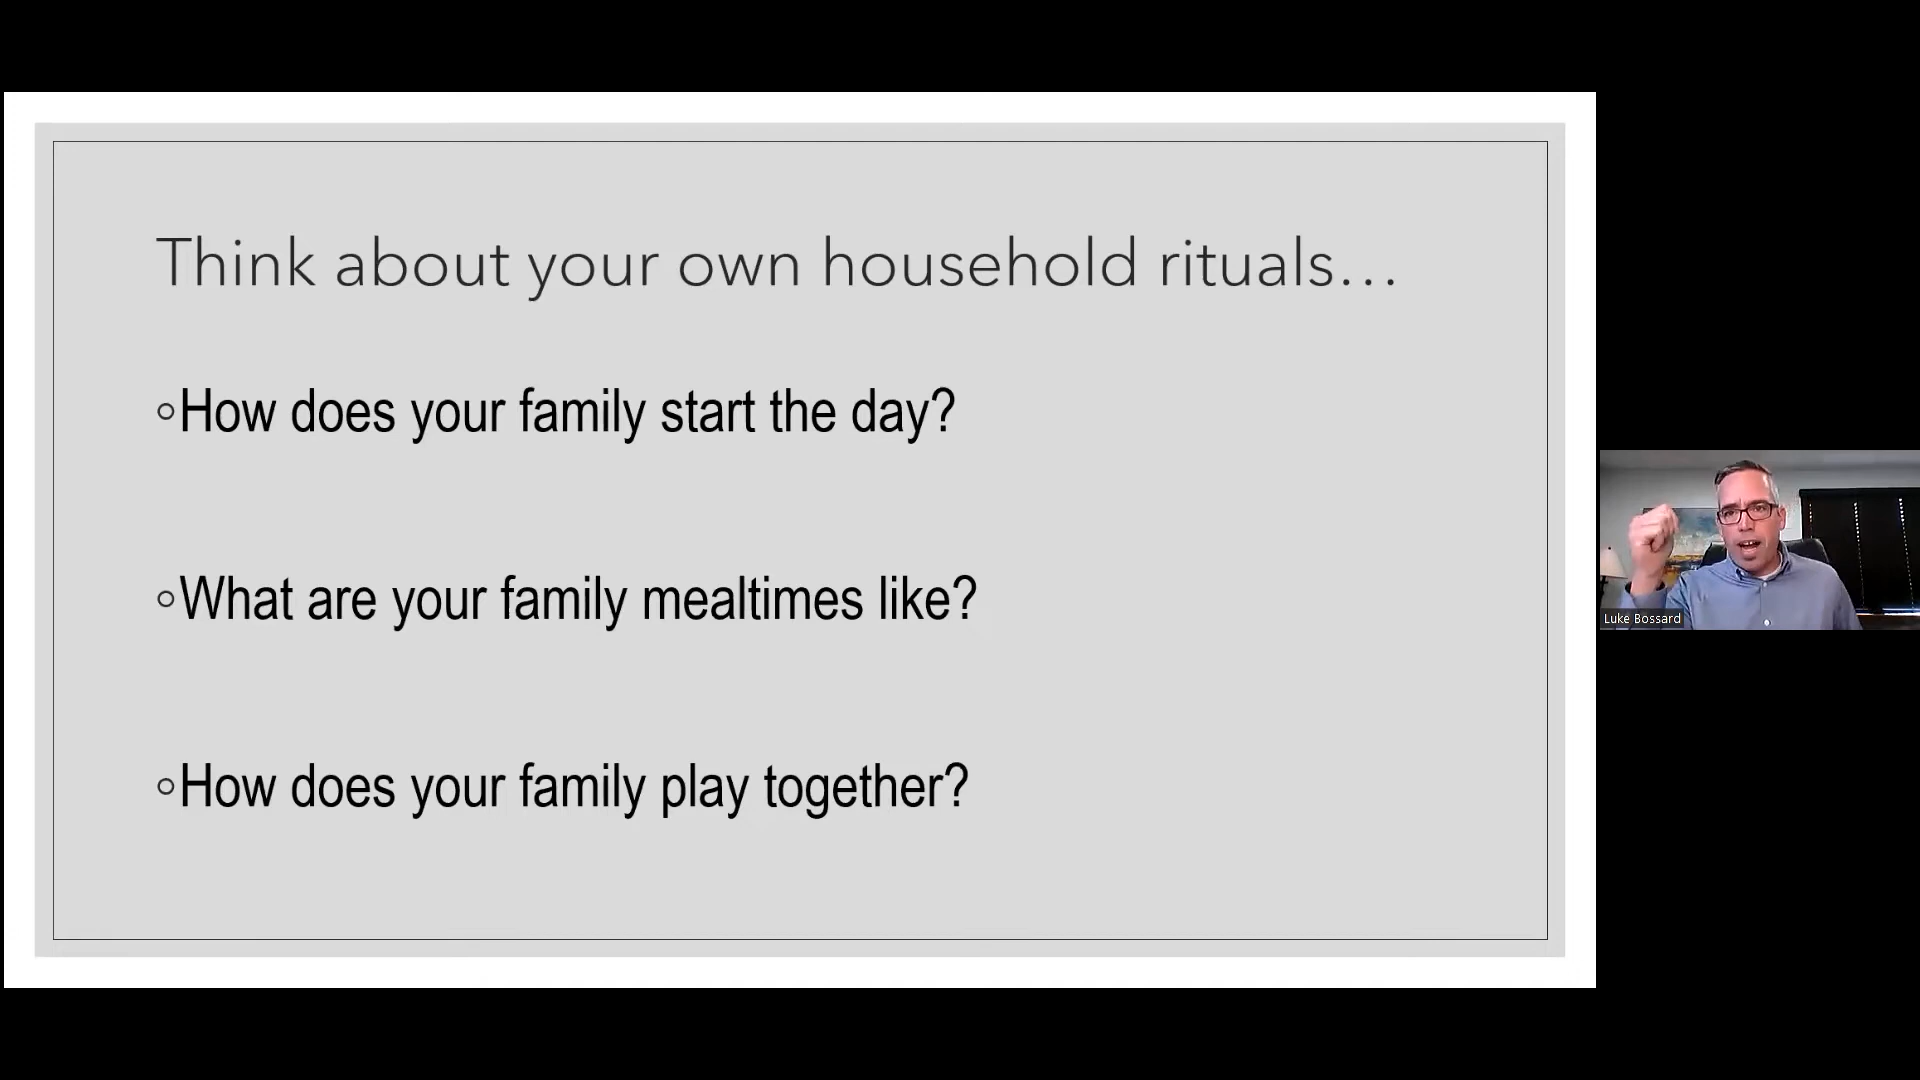 Think about your own household rituals…
◦How does your family start the day?
◦What are your family mealtimes like?
◦How does your family play together?
Luke Bossard